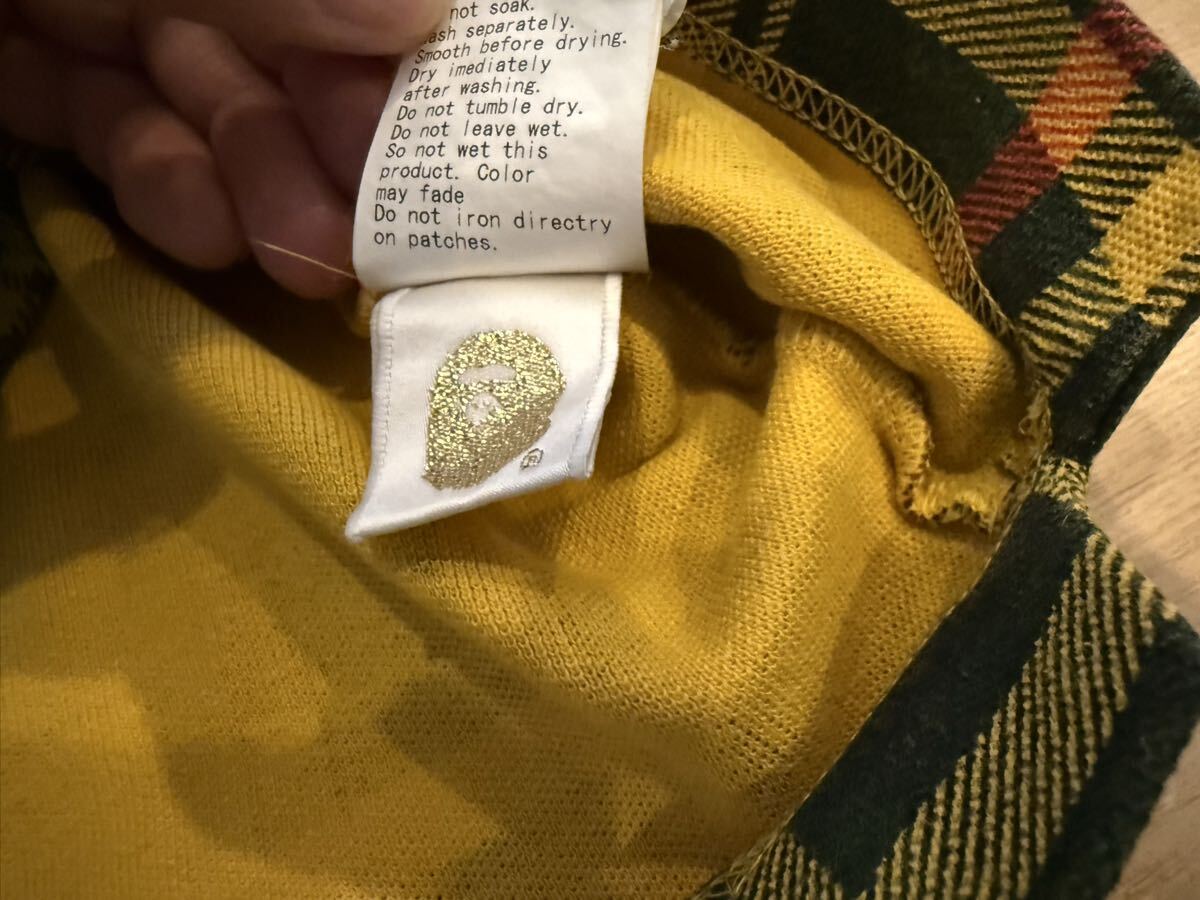 not soak.
ash separately.
Smooth before drying.
Dry imediately
after washing.
Do not tumble dry.
Do not leave wet.
So not wet this
product. Color
may fade
Do not iron directry
on patches.
®